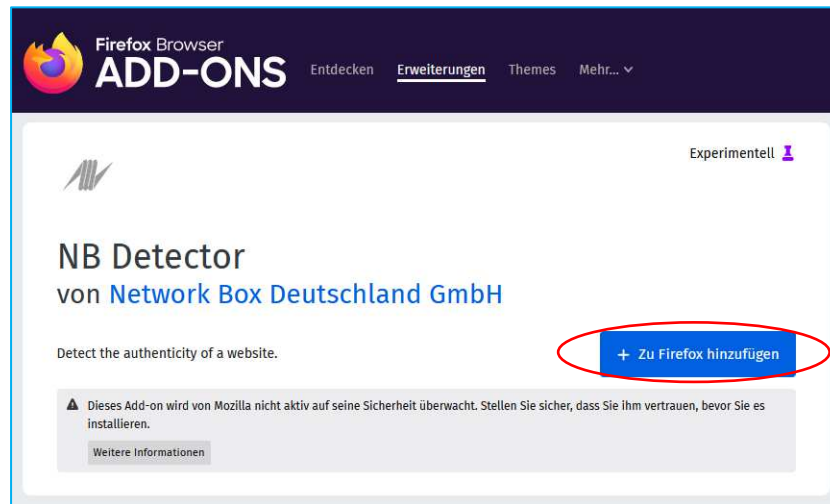 Firefox Browser
ADD-ONS
Entdecken Erweiterungen Themes Mehr...
Experimentell
NB Detector
von Network Box Deutschland GmbH
Detect the authenticity of a website.
+ Zu Firefox hinzufügen
Dieses Add-on wird von Mozilla nicht aktiv auf seine Sicherheit überwacht. Stellen Sie sicher, dass Sie ihm vertrauen, bevor Sie es
installieren.
Weitere Informationen